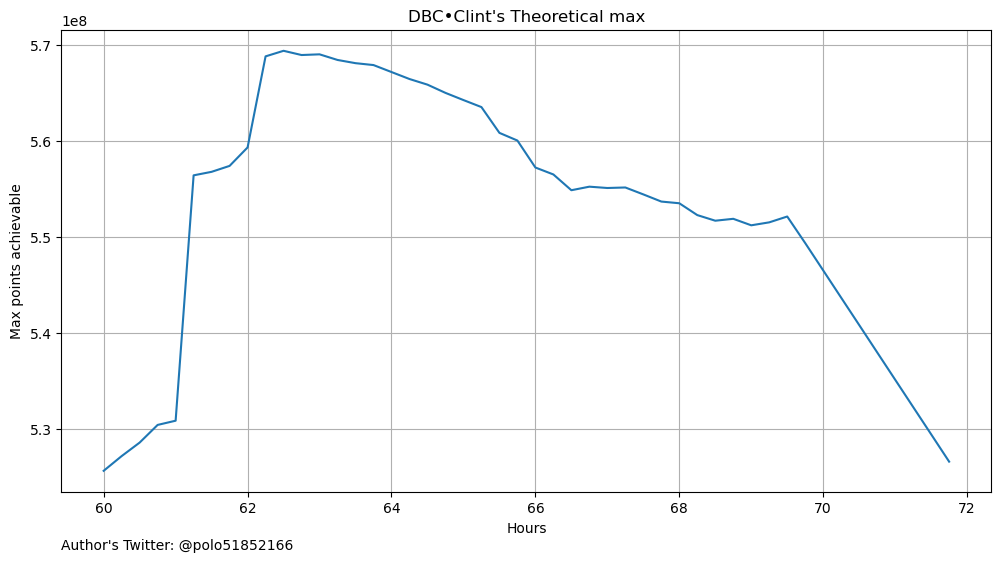 DBC•Clint's Theoretical max
1e8
5.7
5.6
5.5
5.4
5.3
Max points achievable
60 62 64 66 68 70 72
Hours
Author's Twitter: @polo51852166